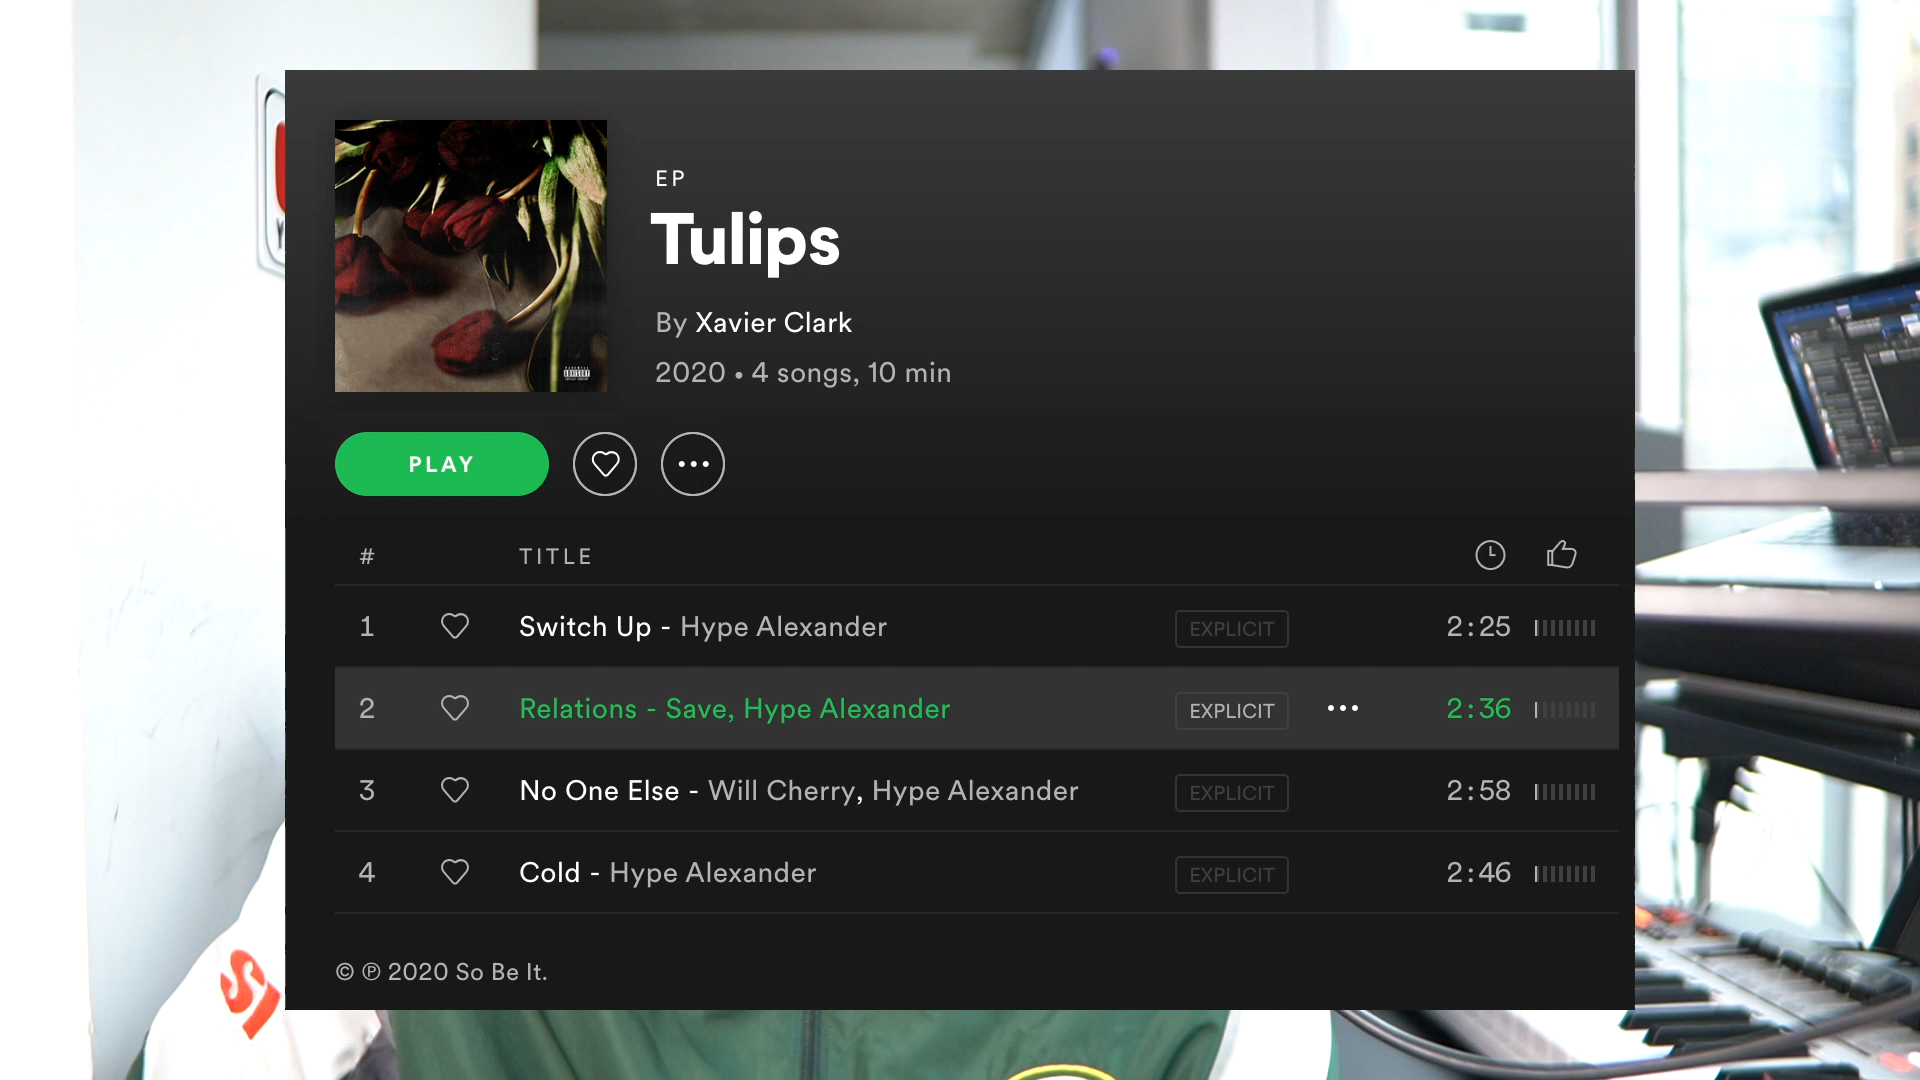 EP
Tulips
By Xavier Clark
2020 • 4 songs, 10 min
PLAY
# TITLE
1 Switch Up - Hype Alexander EXPLICIT 2:25
2 Relations - Save, Hype Alexander EXPLICIT 2:36
3 No One Else - Will Cherry, Hype Alexander EXPLICIT 2:58
4 Cold - Hype Alexander EXPLICIT 2:46
© ℗ 2020 So Be It.